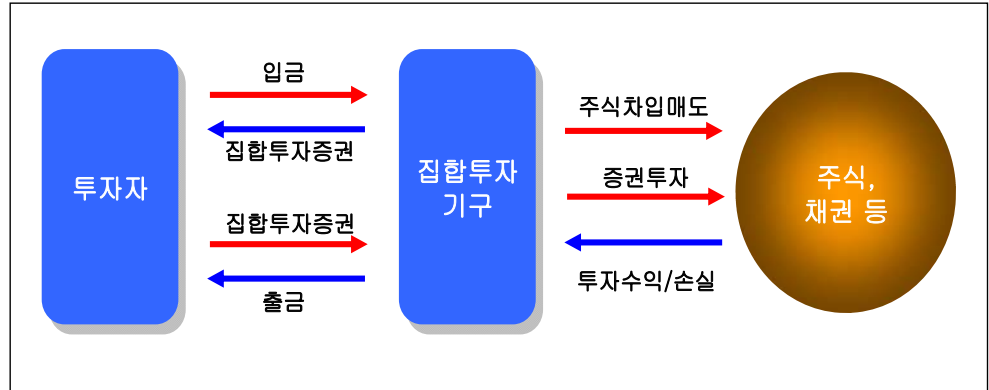 투자자
입금
집합투자증권
집합투자증권
출금
집합투자
기구
주식차입매도
증권투자
투자수익/손실
주식,
채권 등